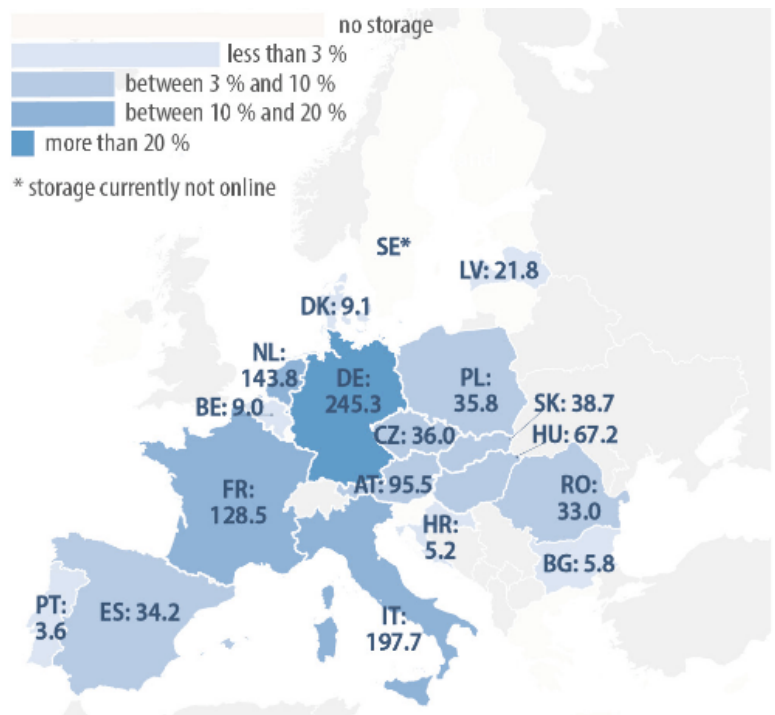 no storage
less than 3 %
between 3 % and 10 %
between 10 % and 20 %
more than 20 %
* storage currently not online
SE*
LV: 21.8
DK: 9.1
NL:
143.8
DE:
245.3
PL:
35.8
BE: 9.0
SK: 38.7
CZ: 36.0
HU: 67.2
AT: 95.5
FR:
128.5
RO:
33.0
HR:
5.2
BG: 5.8
PT:
3.6
ES: 34.2
IT:
197.7